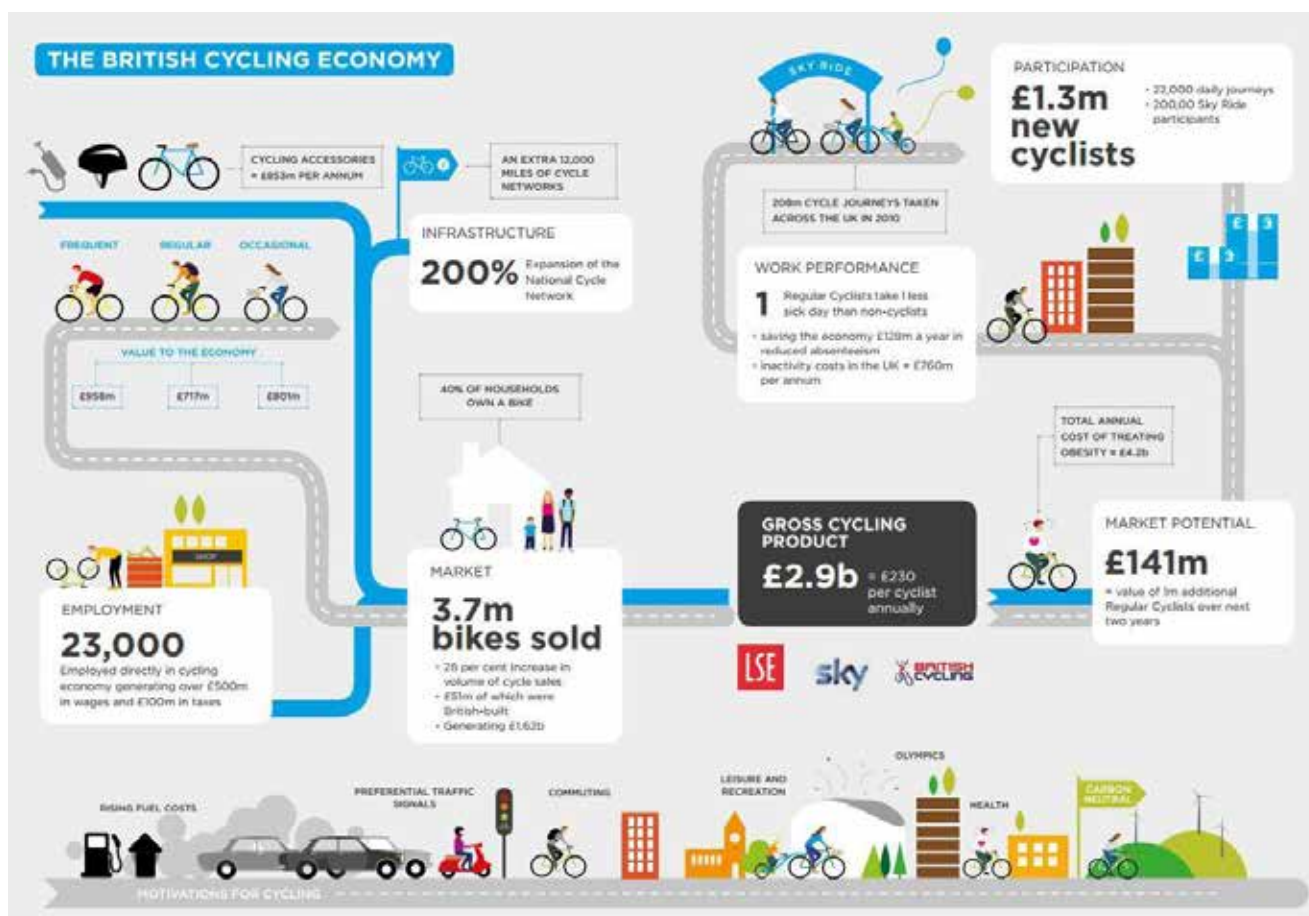 THE BRITISH CYCLING ECONOMY
CYCLING ACCESSORIES
= £853m PER ANNUM
AN EXTRA 12,000
MILES OF CYCLE
NETWORKS
FREQUENT
REGULAR
OCCASIONAL
VALUE TO THE ECONOMY
£958m
£717m
£801m
INFRASTRUCTURE
200%
Expansion of the
National Cycle
Network
40% OF HOUSEHOLDS
OWN A BIKE
SHOP
EMPLOYMENT
23,000
Employed directly in cycling
economy generating over £500m
in wages and £100m in taxes
MARKET
3.7m
bikes sold
• 28 per cent increase in
volume of cycle sales
• £51m of which were
British-built
• Generating £1.62b
SKY RIDE
208m CYCLE JOURNEYS TAKEN
ACROSS THE UK IN 2010
PARTICIPATION
£1.3m
new
cyclists
• 22,000 daily journeys
• 200,00 Sky Ride
participants
£ 3
£ 3
WORK PERFORMANCE
1
Regular Cyclists take 1 less
sick day than non-cyclists
• saving the economy £128m a year in
reduced absenteeism
• inactivity costs in the UK = £760m
per annum
TOTAL ANNUAL
COST OF TREATING
OBESITY = £4.2b
GROSS CYCLING
PRODUCT
£2.9b
= £230
per cyclist
annually
MARKET POTENTIAL
£141m
= value of 1m additional
Regular Cyclists over next
two years
LSE
sky
BRITISH
CYCLING
RISING FUEL COSTS
PREFERENTIAL TRAFFIC
SIGNALS
COMMUTING
LEISURE AND
RECREATION
OLYMPICS
HEALTH
CARBON
NEUTRAL
MOTIVATIONS FOR CYCLING